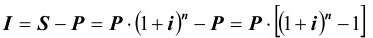 I = S − P = P·(1+i)ⁿ − P = P·[(1+i)ⁿ −1]